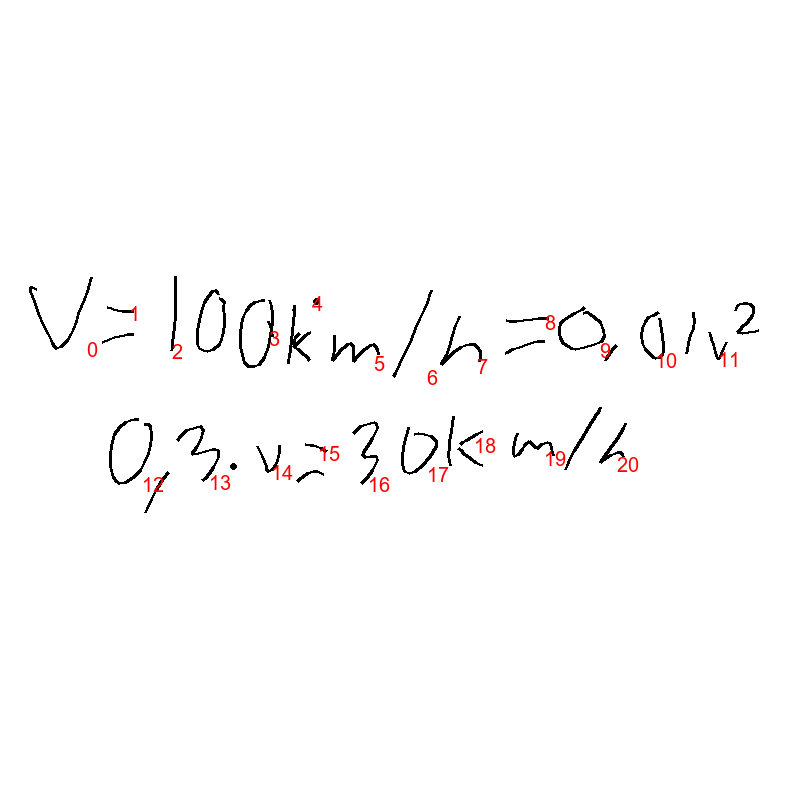 V = 100km/h = 0,01v²
0,3·v = 30km/h